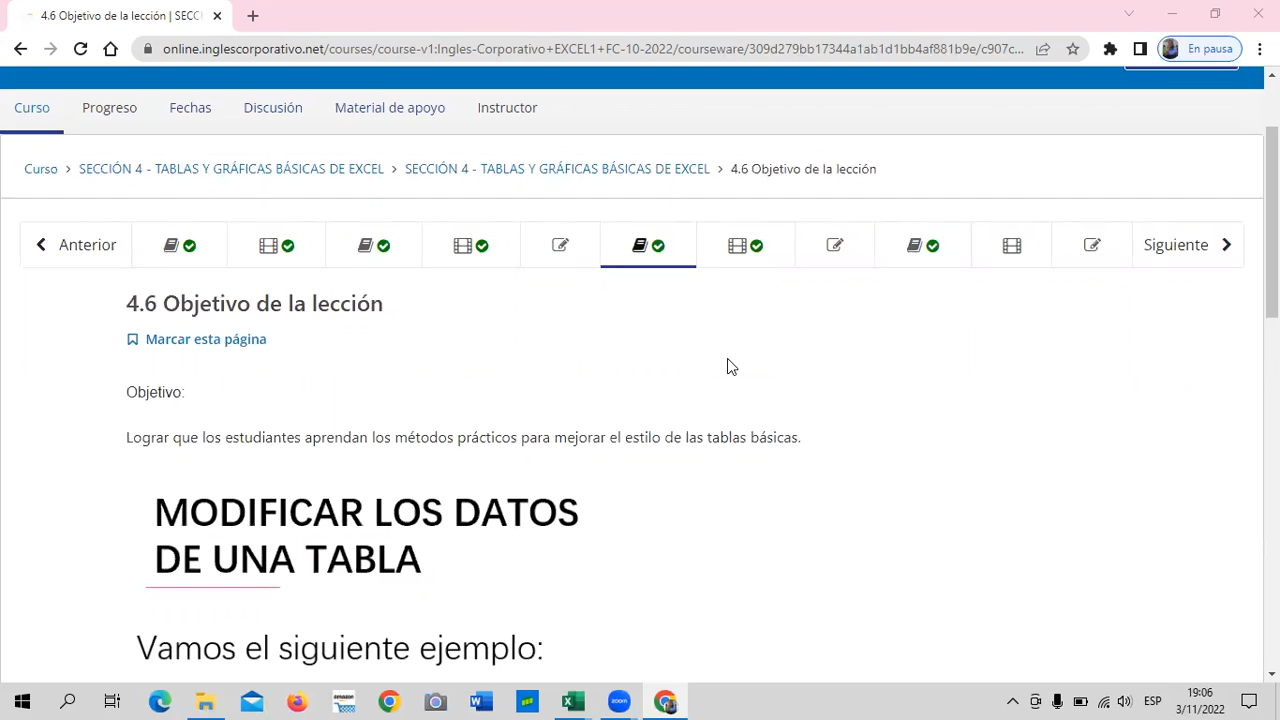 4.6 Objetivo de la lección | SECC
online.inglescorporativo.net/courses/course-v1:Ingles-Corporativo+EXCEL1+FC-10-2022/courseware/309d279bb17344a1ab1d1bb4af881b9e/c907c...
En pausa
Curso Progreso Fechas Discusión Material de apoyo Instructor
Curso > SECCIÓN 4 - TABLAS Y GRÁFICAS BÁSICAS DE EXCEL > SECCIÓN 4 - TABLAS Y GRÁFICAS BÁSICAS DE EXCEL > 4.6 Objetivo de la lección
Anterior Siguiente
4.6 Objetivo de la lección
Marcar esta página
Objetivo:
Lograr que los estudiantes aprendan los métodos prácticos para mejorar el estilo de las tablas básicas.
MODIFICAR LOS DATOS
DE UNA TABLA
Vamos el siguiente ejemplo:
amazon
zoom
ESP
19:06
3/11/2022